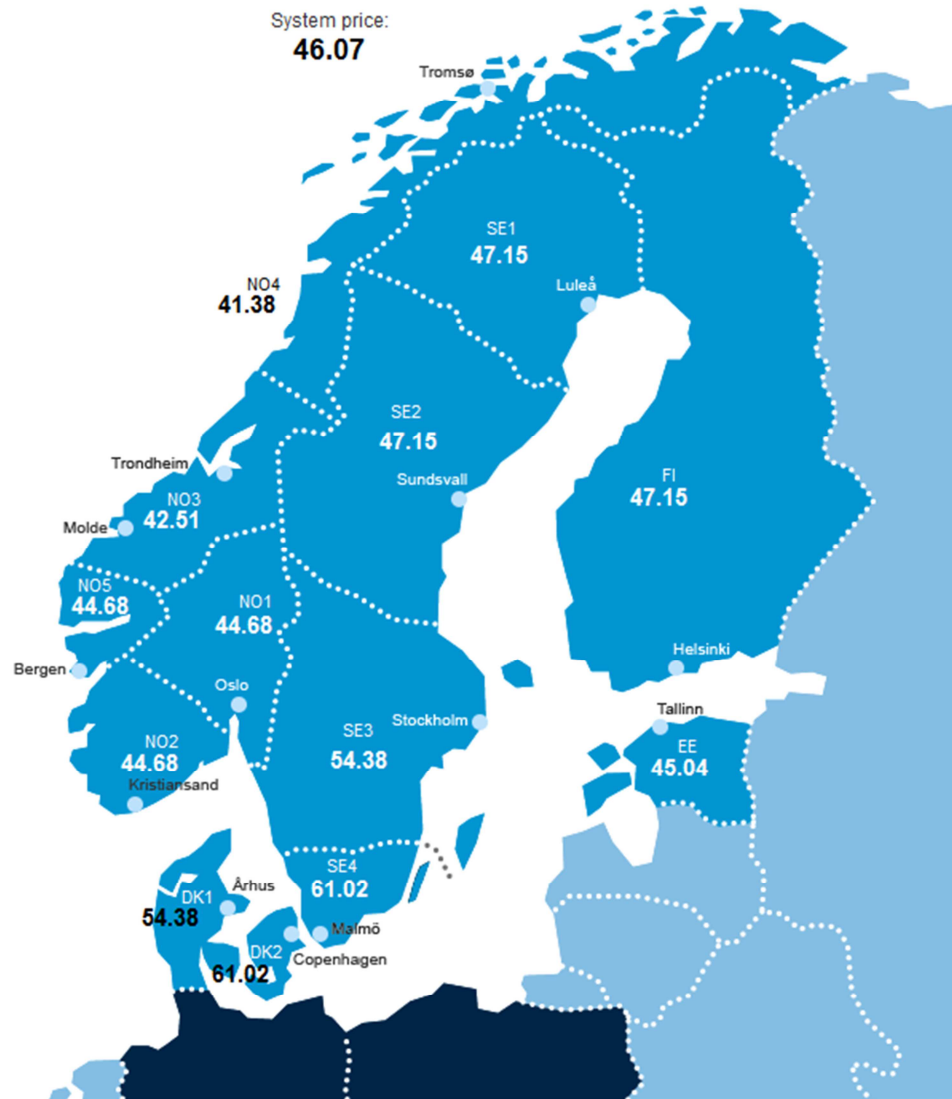 System price:
46.07
Tromsø
SE1
47.15
NO4
41.38
Luleå
SE2
47.15
Trondheim
Sundsvall
FI
47.15
NO3
42.51
Molde
NO5
44.68
NO1
44.68
Helsinki
Bergen
Oslo
Stockholm
Tallinn
SE3
54.38
NO2
44.68
EE
45.04
Kristiansand
SE4
61.02
Århus
DK1
54.38
Malmö
DK2
61.02
Copenhagen